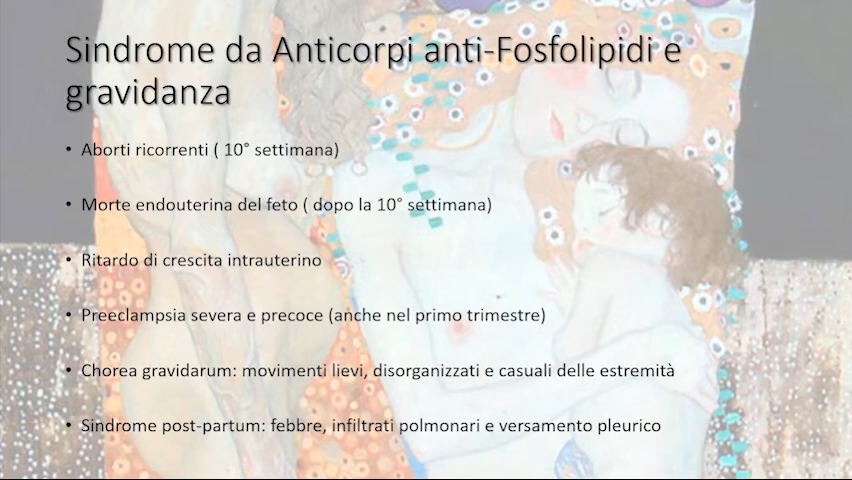 Sindrome da Anticorpi anti-Fosfolipidi e
gravidanza
• Aborti ricorrenti ( 10° settimana)
• Morte endouterina del feto ( dopo la 10° settimana)
• Ritardo di crescita intrauterino
• Preeclampsia severa e precoce (anche nel primo trimestre)
• Chorea gravidarum: movimenti lievi, disorganizzati e casuali delle estremità
• Sindrome post-partum: febbre, infiltrati polmonari e versamento pleurico